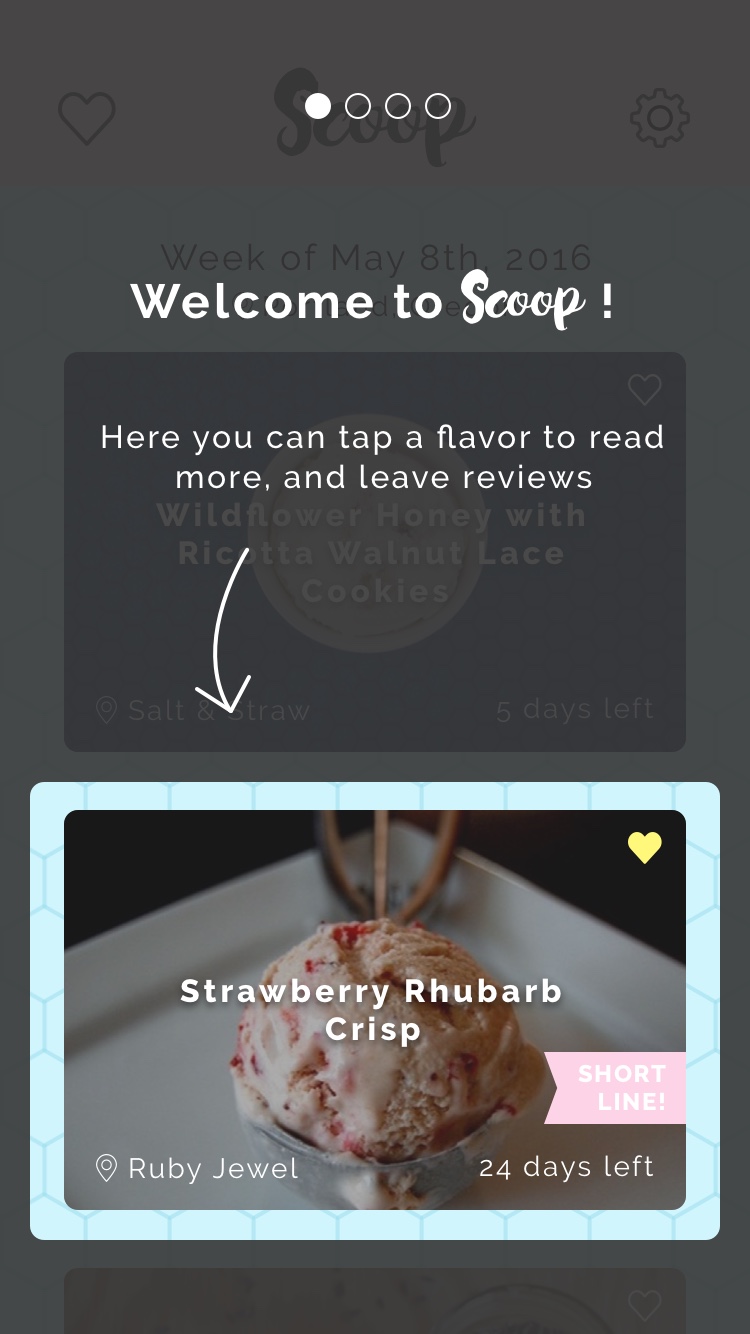 Scoop
Week of May 8th, 2016
Welcome to Scoop !
Here you can tap a flavor to read
more, and leave reviews
Wildflower Honey with
Ricotta Walnut Lace
Cookies
Salt & Straw
5 days left
Strawberry Rhubarb
Crisp
SHORT
LINE!
Ruby Jewel
24 days left